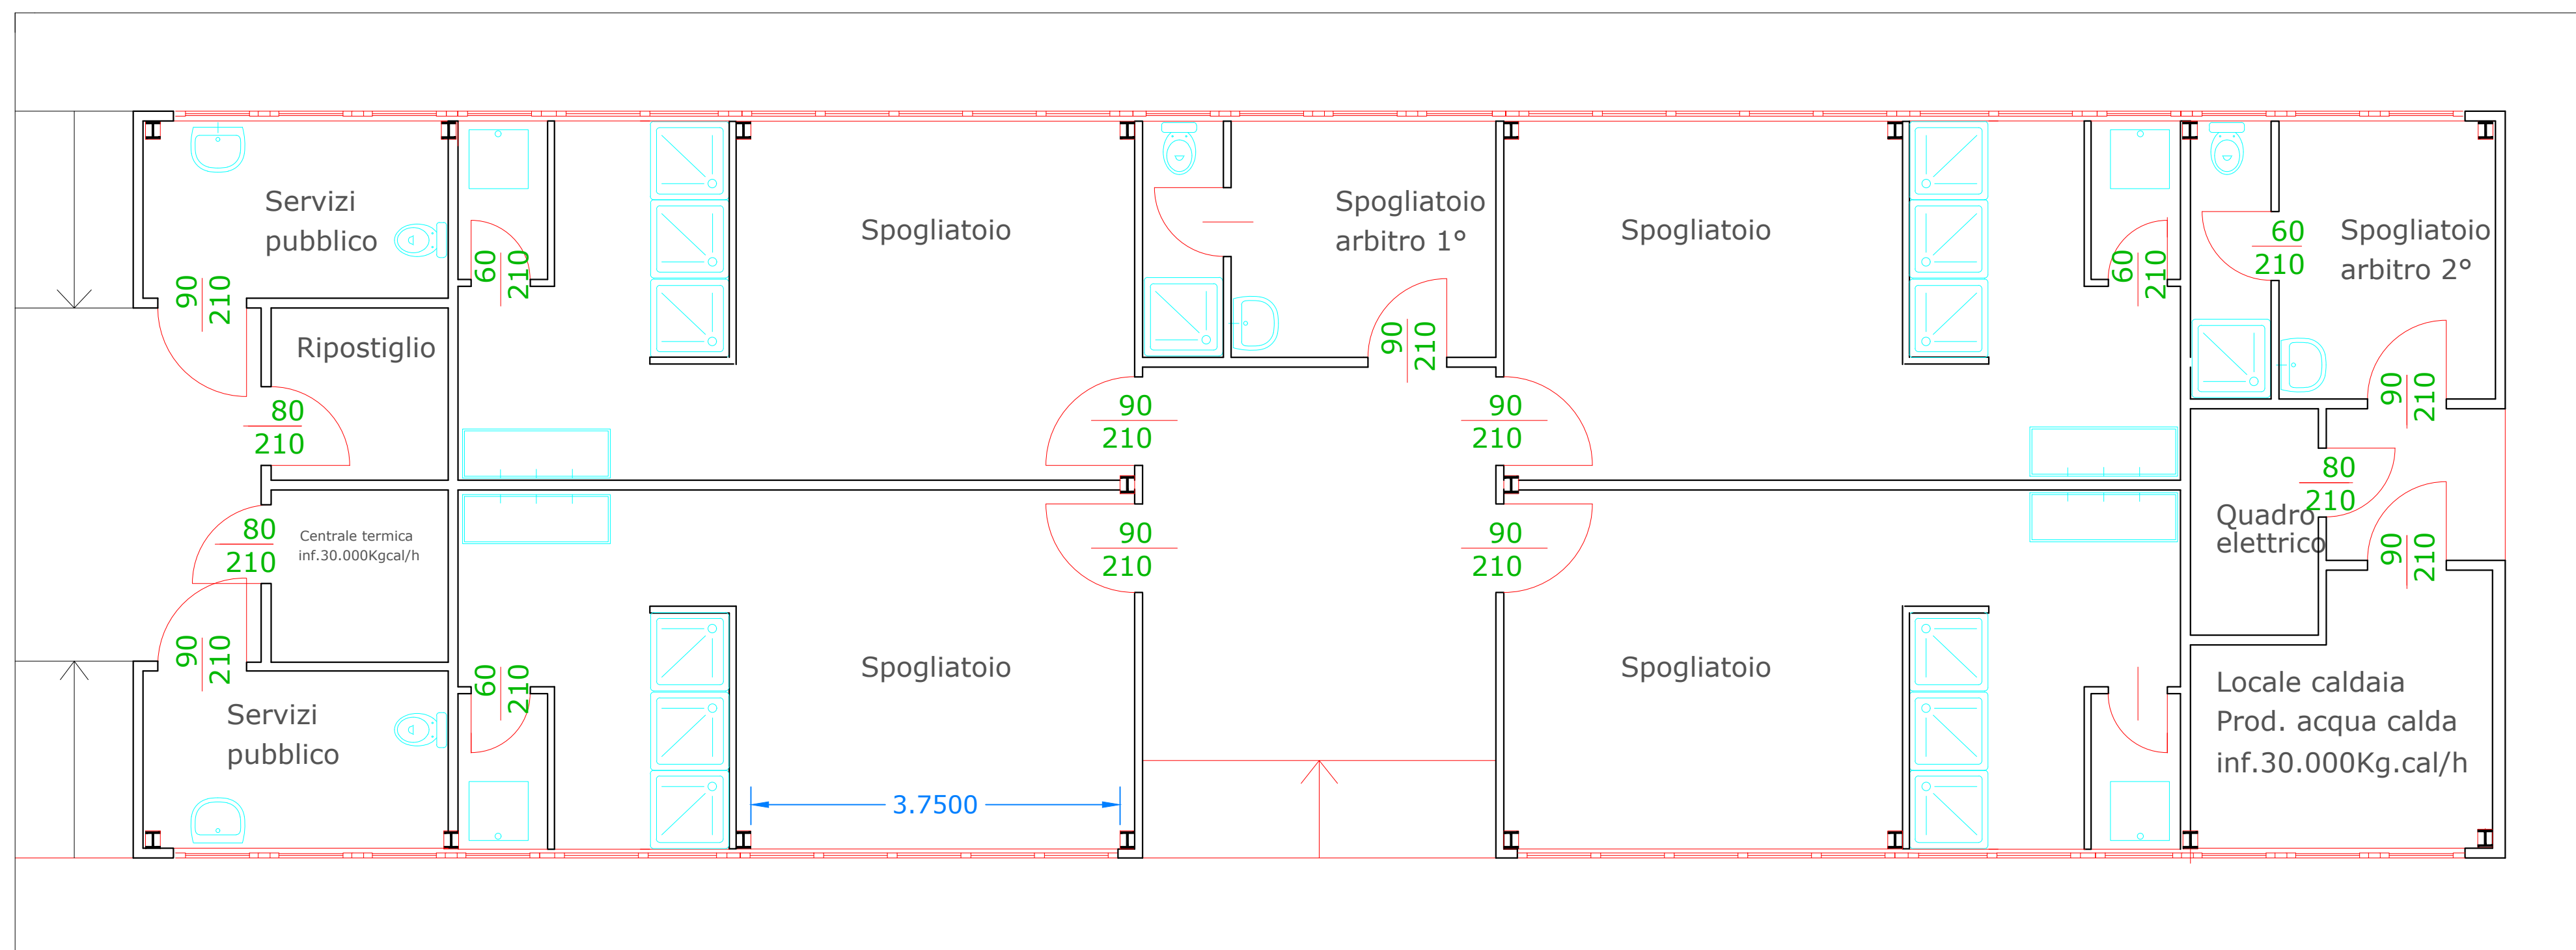 Servizi
pubblico
90
210
Ripostiglio
80
210
60
210
Spogliatoio
90
210
Spogliatoio
arbitro 1°
90
210
Spogliatoio
90
210
60
210
60
210
Spogliatoio
arbitro 2°
90
210
80
210
Quadro
elettrico
90
210
80
210
Centrale termica
inf.30.000Kgcal/h
90
210
Servizi
pubblico
60
210
Spogliatoio
90
210
3.7500
90
210
Spogliatoio
Locale caldaia
Prod. acqua calda
inf.30.000Kg.cal/h